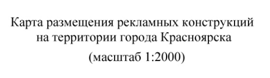 Карта размещения рекламных конструкций
на территории города Красноярска
(масштаб 1:2000)